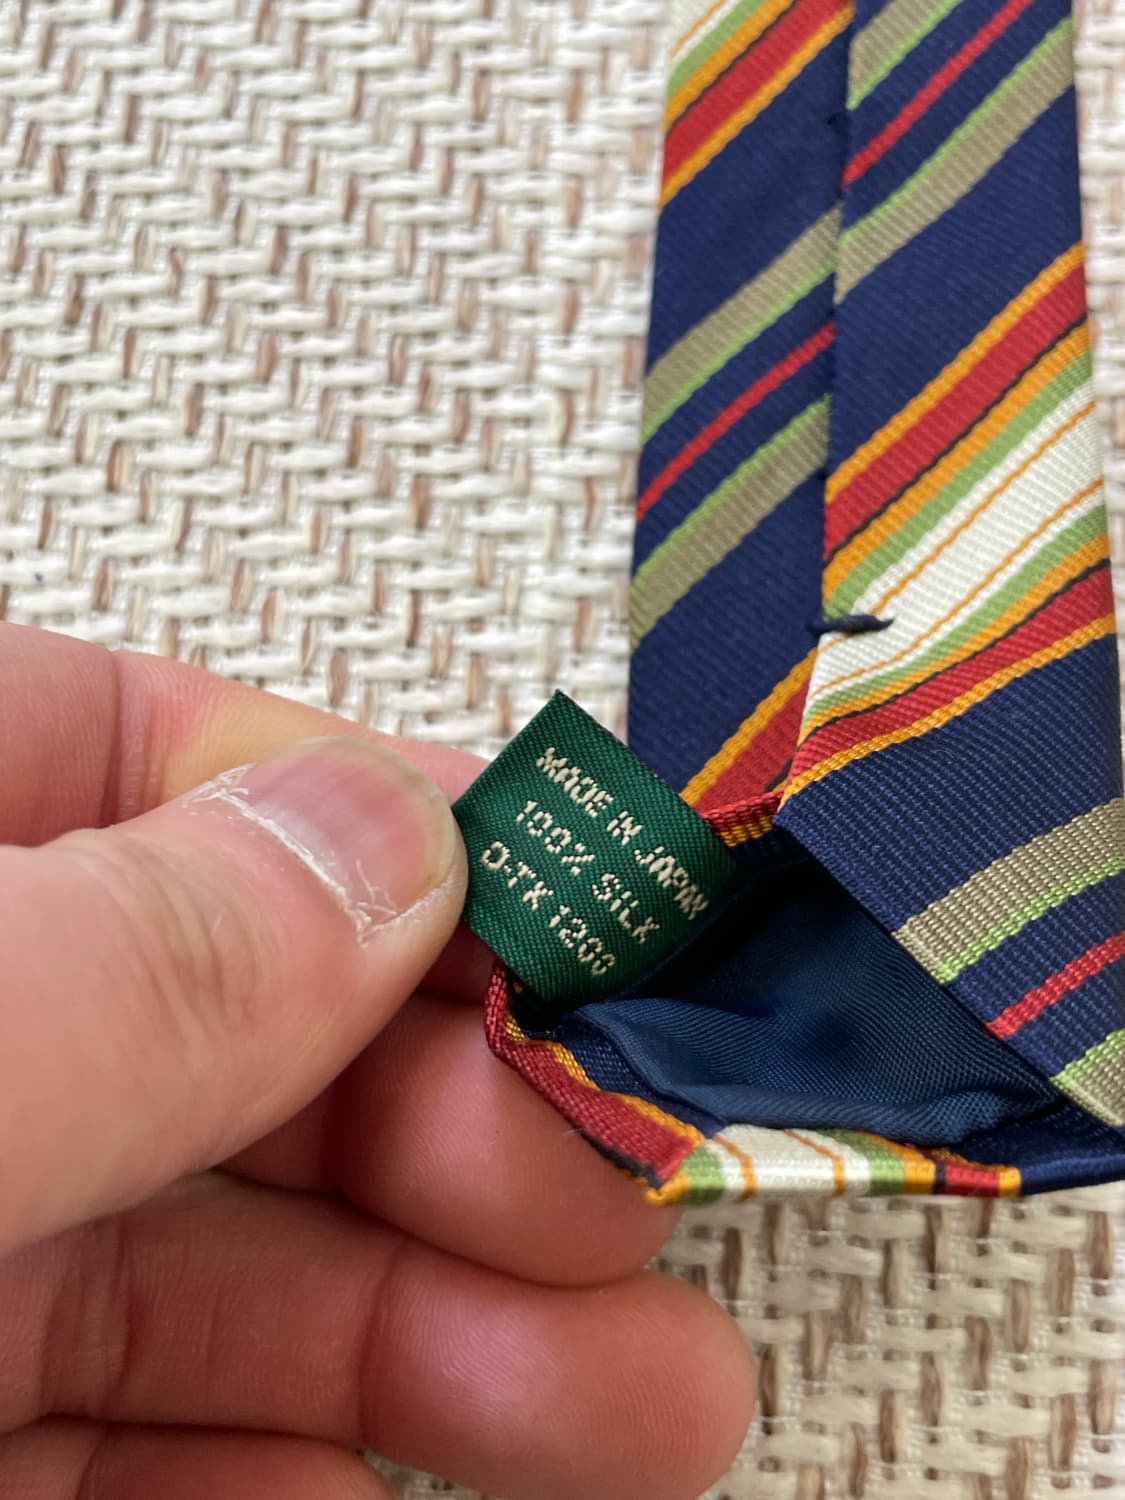 MADE IN JAPAN
100% SILK
O-TK 1200